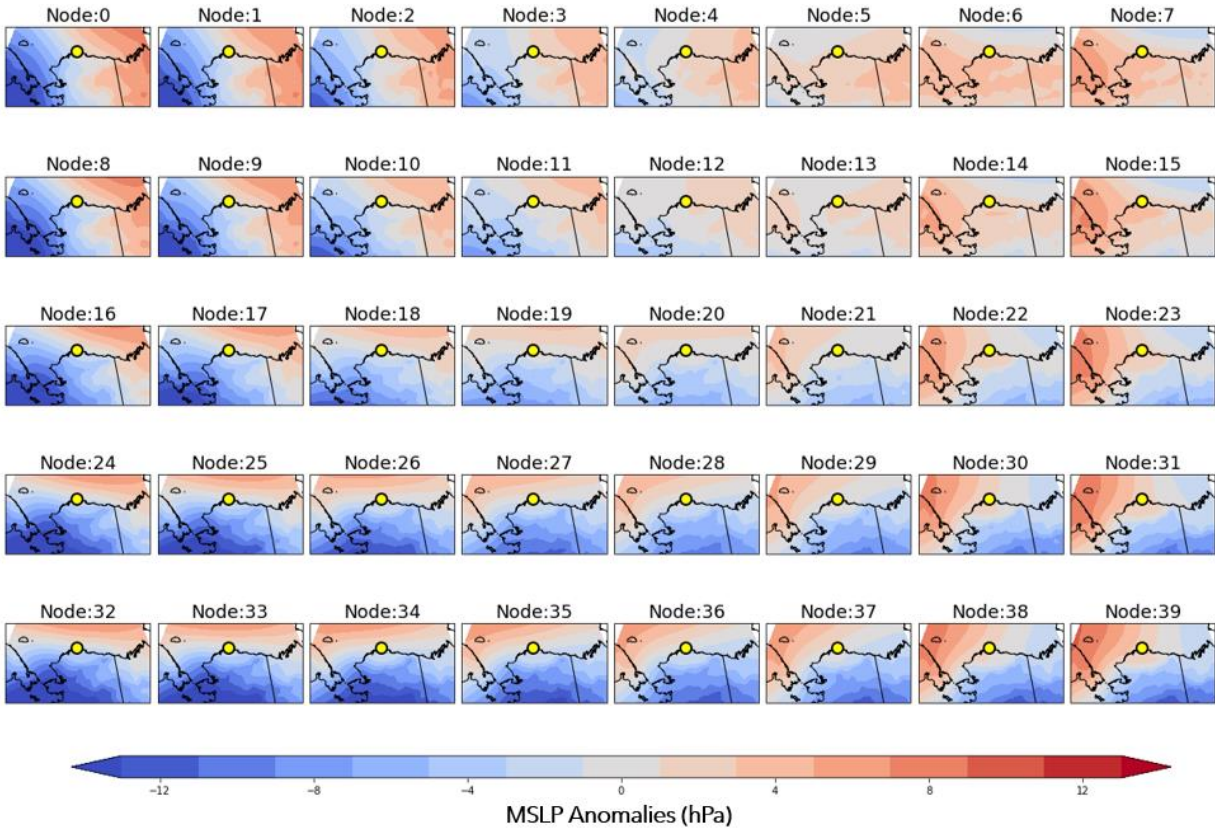 Node:0 Node:1 Node:2 Node:3 Node:4 Node:5 Node:6 Node:7
Node:8 Node:9 Node:10 Node:11 Node:12 Node:13 Node:14 Node:15
Node:16 Node:17 Node:18 Node:19 Node:20 Node:21 Node:22 Node:23
Node:24 Node:25 Node:26 Node:27 Node:28 Node:29 Node:30 Node:31
Node:32 Node:33 Node:34 Node:35 Node:36 Node:37 Node:38 Node:39
−12 −8 −4 0 4 8 12
MSLP Anomalies (hPa)